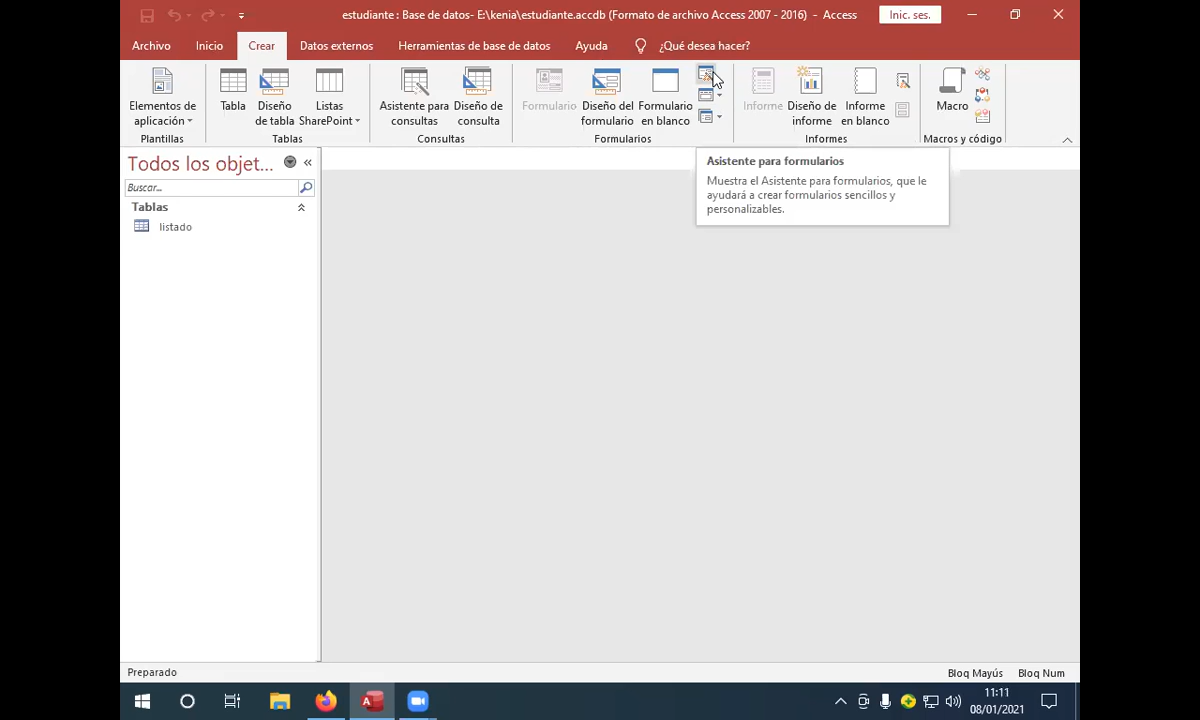 estudiante : Base de datos- E:\kenia\estudiante.accdb (Formato de archivo Access 2007 - 2016) - Access
Inic. ses.
Archivo
Inicio
Crear
Datos externos
Herramientas de base de datos
Ayuda
¿Qué desea hacer?
Elementos de
aplicación
Plantillas
Tabla
Diseño
de tabla
Listas
SharePoint
Tablas
Asistente para
consultas
Diseño de
consulta
Consultas
Formulario
Diseño del
formulario
Formulario
en blanco
Formularios
Informe
Diseño de
informe
Informe
en blanco
Informes
Macro
Macros y código
Todos los objet...
Buscar...
Tablas
listado
Asistente para formularios
Muestra el Asistente para formularios, que le
ayudará a crear formularios sencillos y
personalizables.
Preparado
Bloq Mayús
Bloq Num
11:11
08/01/2021